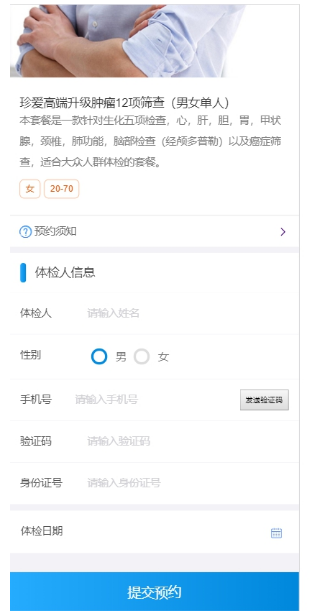 珍爱高端升级肿瘤12项筛查（男女单人）
本套餐是一款针对生化五项检查，心，肝，胆，胃，甲状
腺，颈椎，肺功能，脑部检查（经颅多普勒）以及癌症筛
查，适合大众人群体检的套餐。
女 20-70
预约须知
体检人信息
体检人 请输入姓名
性别 男 女
手机号 请输入手机号 发送验证码
验证码 请输入验证码
身份证号 请输入身份证号
体检日期
提交预约